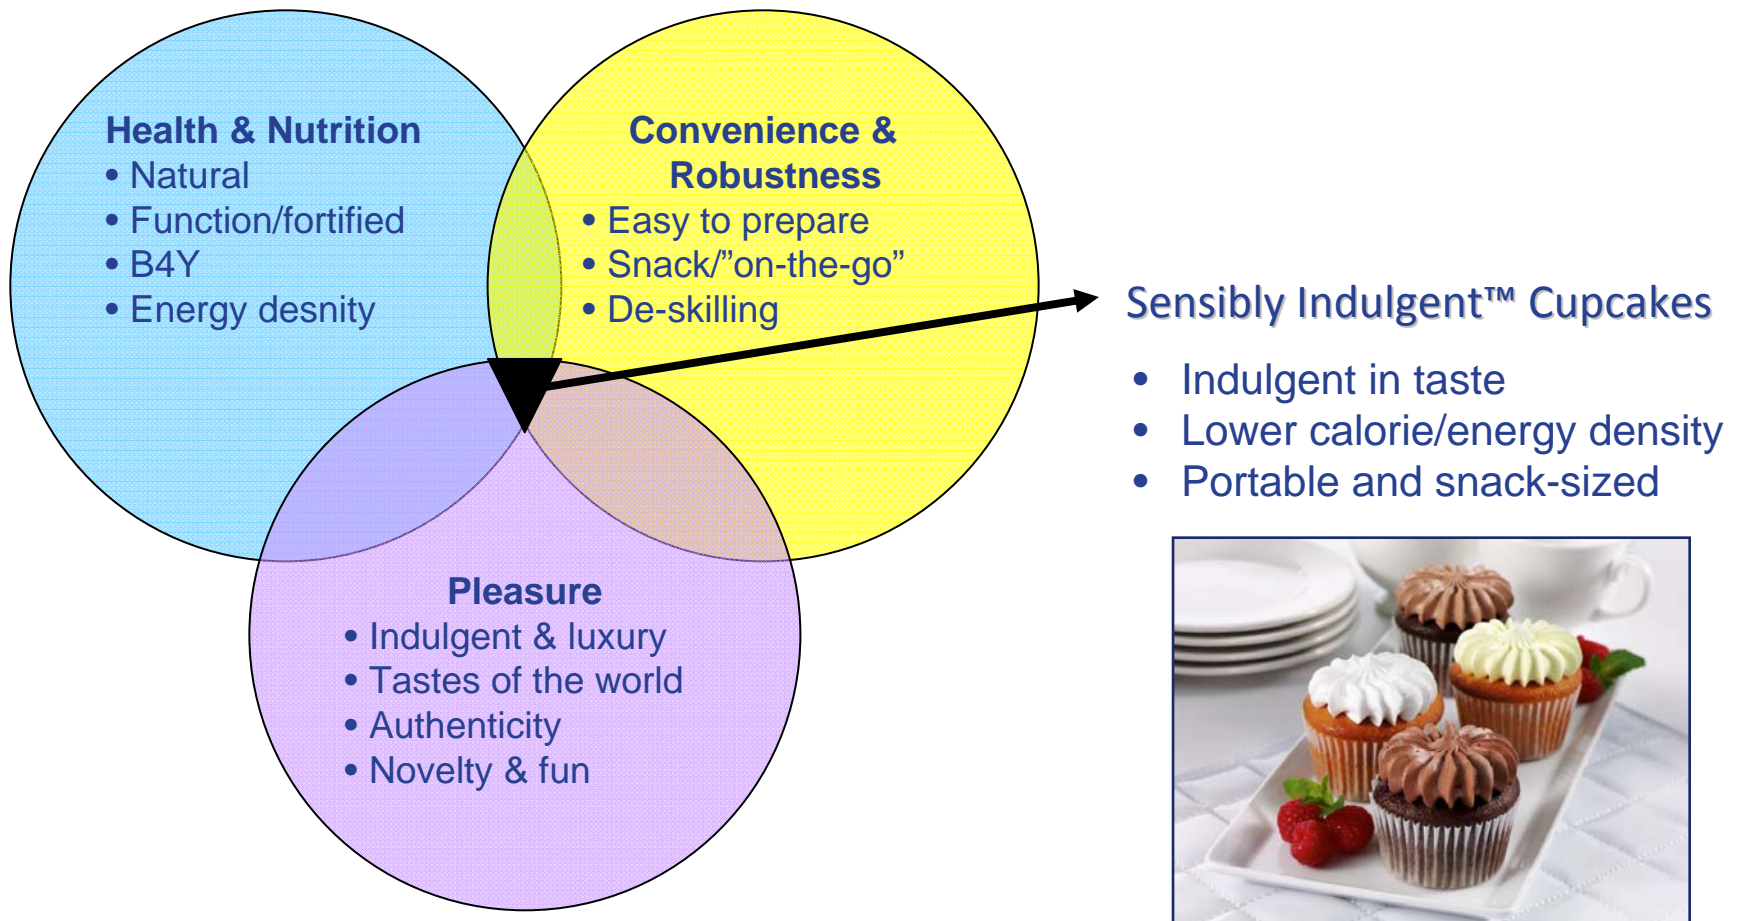 Health & Nutrition
• Natural
• Function/fortified
• B4Y
• Energy desnity
Convenience &
Robustness
• Easy to prepare
• Snack/”on-the-go”
• De-skilling
Pleasure
• Indulgent & luxury
• Tastes of the world
• Authenticity
• Novelty & fun
Sensibly Indulgent™ Cupcakes
• Indulgent in taste
• Lower calorie/energy density
• Portable and snack-sized